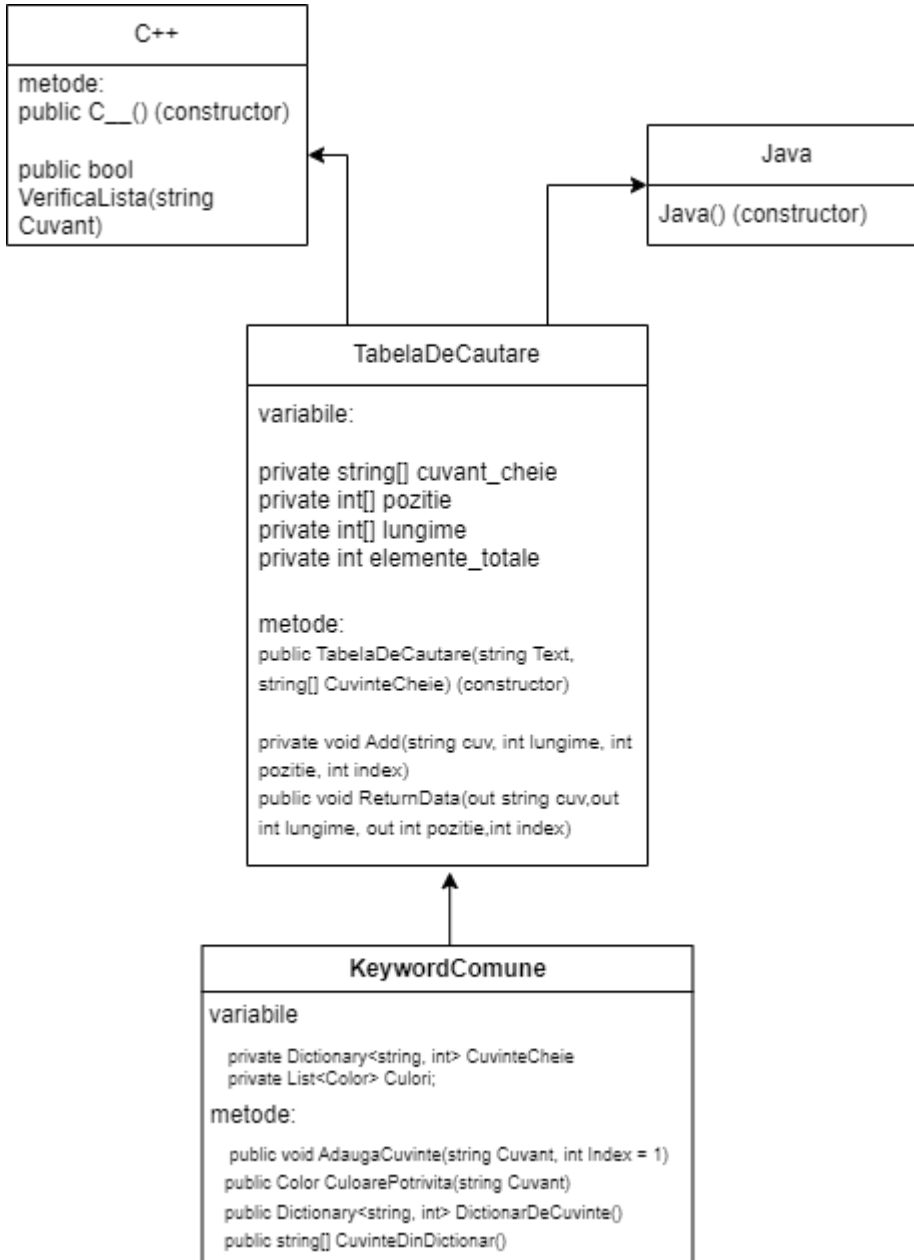 C++
metode:
public C__() (constructor)
public bool
VerificaLista(string
Cuvant)
Java
Java() (constructor)
TabelaDeCautare
variabile:
private string[] cuvant_cheie
private int[] pozitie
private int[] lungime
private int elemente_totale
metode:
public TabelaDeCautare(string Text,
string[] CuvinteCheie) (constructor)
private void Add(string cuv, int lungime, int
pozitie, int index)
public void ReturnData(out string cuv,out
int lungime, out int pozitie,int index)
KeywordComune
variabile
private Dictionary<string, int> CuvinteCheie
private List<Color> Culori;
metode:
public void AdaugaCuvinte(string Cuvant, int Index = 1)
public Color CuloarePotrivita(string Cuvant)
public Dictionary<string, int> DictionarDeCuvinte()
public string[] CuvinteDinDictionar()